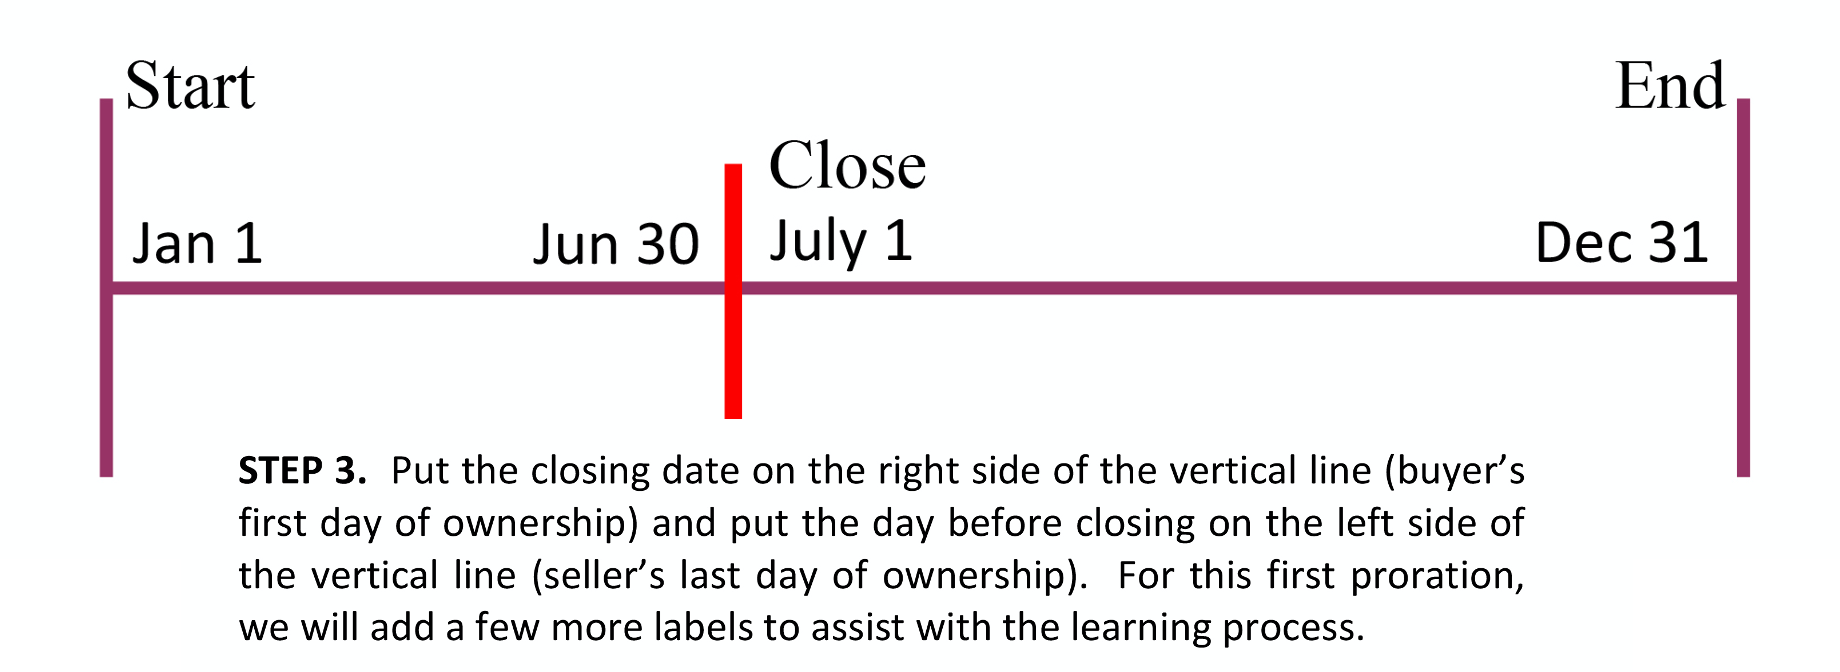 Start
End
Close
Jan 1
Jun 30
July 1
Dec 31
STEP 3. Put the closing date on the right side of the vertical line (buyer’s
first day of ownership) and put the day before closing on the left side of
the vertical line (seller’s last day of ownership). For this first proration,
we will add a few more labels to assist with the learning process.